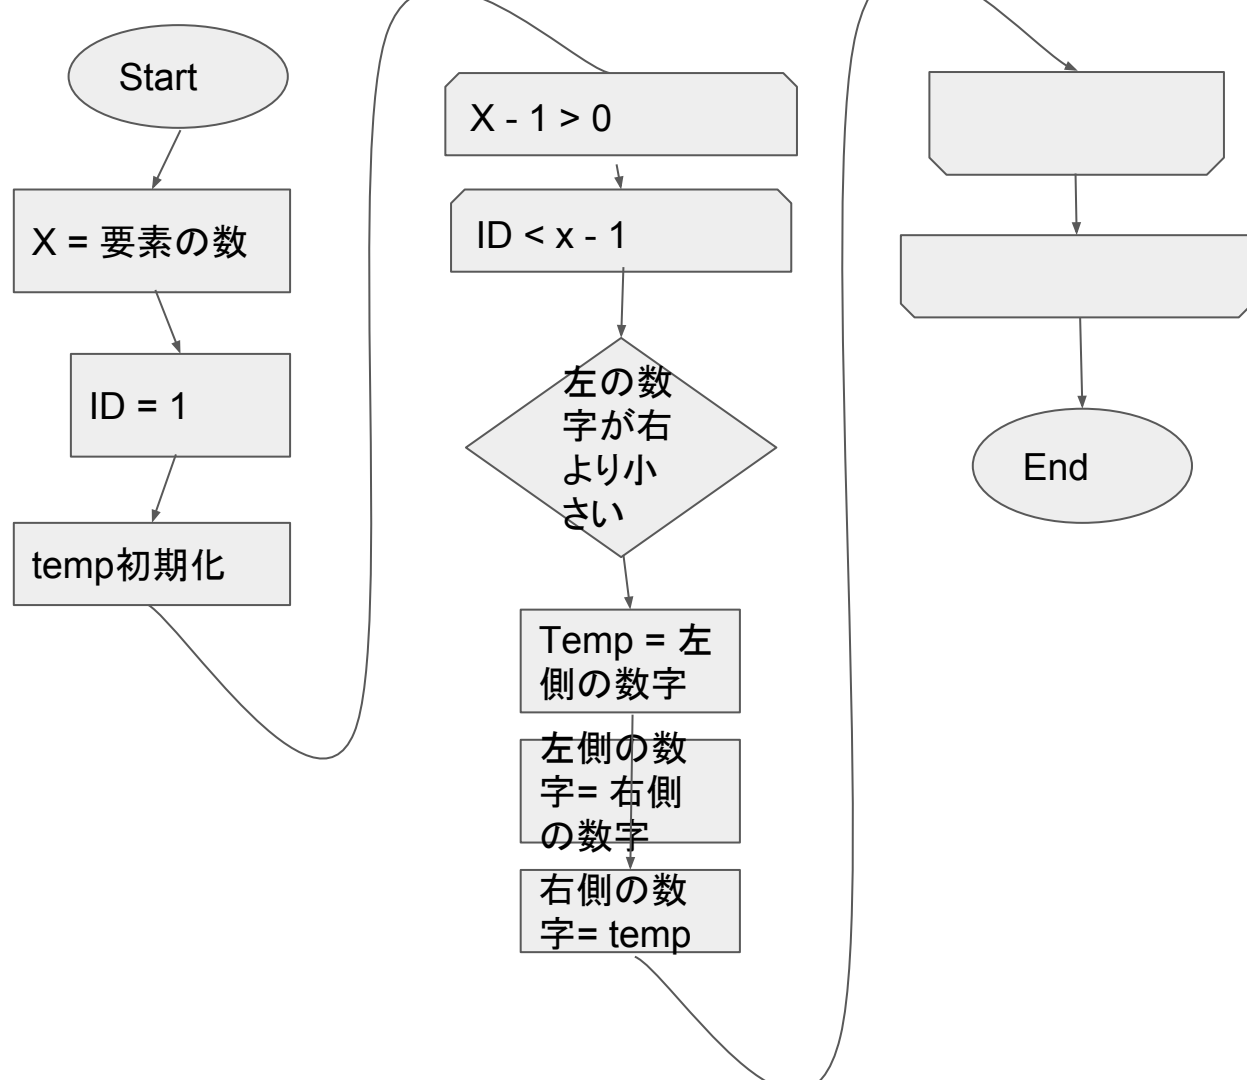 Start
X = 要素の数
ID = 1
temp初期化
X - 1 > 0
ID < x - 1
左の数
字が右
より小
さい
Temp = 左
側の数字
左側の数
字= 右側
の数字
右側の数
字= temp
End